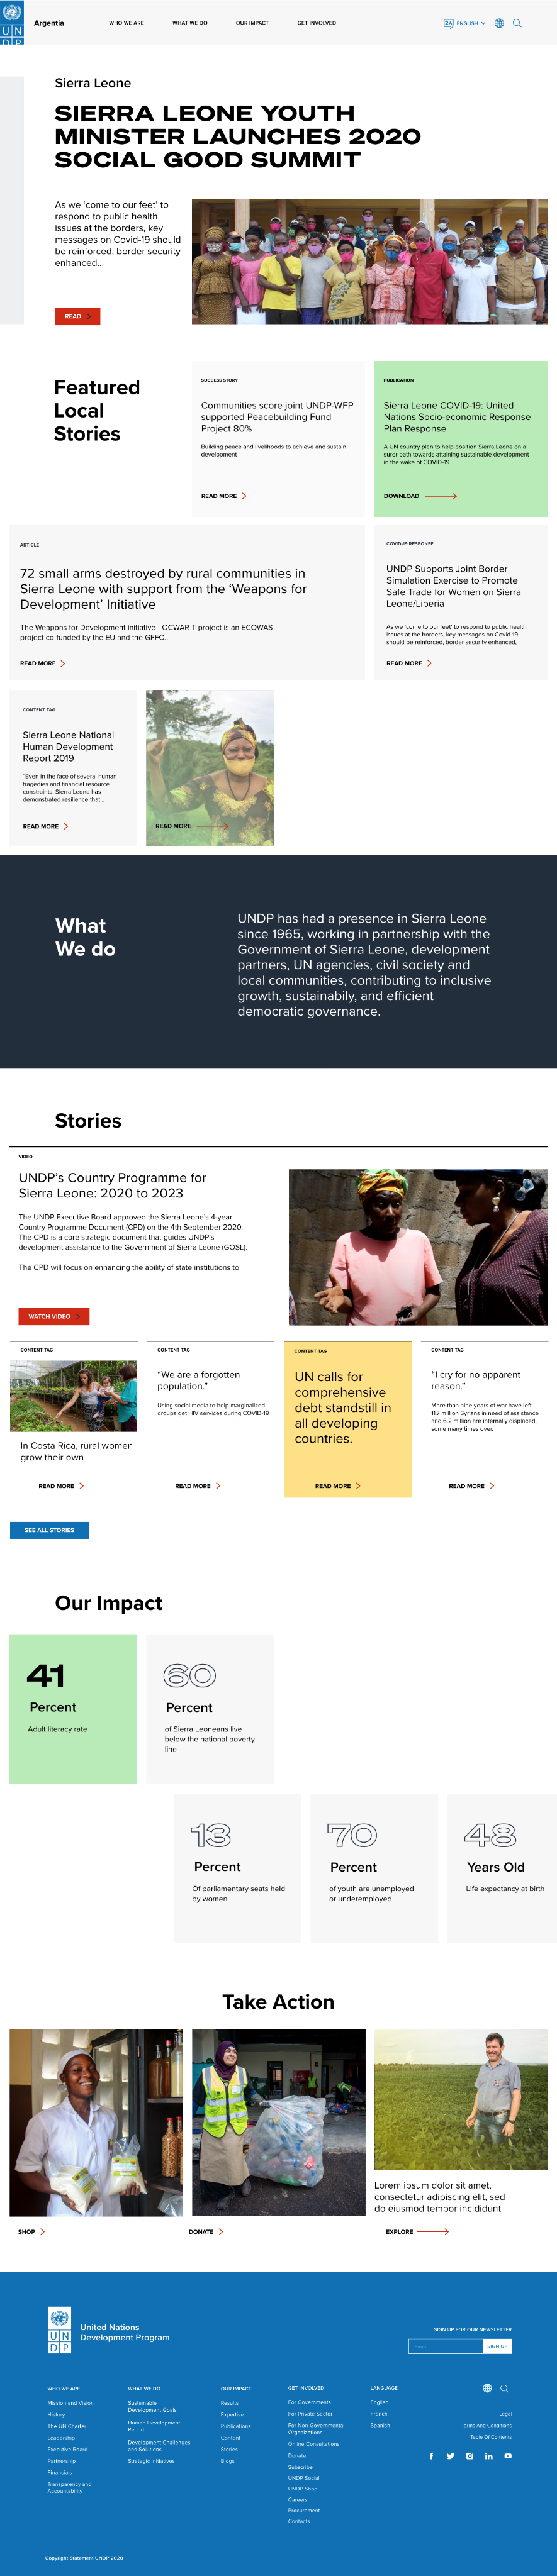 UNDP
Argentia
WHO WE ARE
WHAT WE DO
OUR IMPACT
GET INVOLVED
ENGLISH
Sierra Leone
SIERRA LEONE YOUTH
MINISTER LAUNCHES 2020
SOCIAL GOOD SUMMIT
As we ‘come to our feet’ to
respond to public health
issues at the borders, key
messages on Covid-19 should
be reinforced, border security
enhanced...
READ
Featured
Local
Stories
SUCCESS STORY
Communities score joint UNDP-WFP
supported Peacebuilding Fund
Project 80%
Building peace and livelihoods to achieve and sustain
development
READ MORE
PUBLICATION
Sierra Leone COVID-19: United
Nations Socio-economic Response
Plan Response
A UN country plan to help position Sierra Leone on a
surer path towards attaining sustainable development
in the wake of COVID-19
DOWNLOAD
ARTICLE
72 small arms destroyed by rural communities in
Sierra Leone with support from the ‘Weapons for
Development’ Initiative
The Weapons for Development initiative - OCWAR-T project is an ECOWAS
project co-funded by the EU and the GFFO...
READ MORE
COVID-19 RESPONSE
UNDP Supports Joint Border
Simulation Exercise to Promote
Safe Trade for Women on Sierra
Leone/Liberia
As we ‘come to our feet’ to respond to public health
issues at the borders, key messages on Covid-19
should be reinforced, border security enhanced,
READ MORE
CONTENT TAG
Sierra Leone National
Human Development
Report 2019
“Even in the face of several human
tragedies and financial resource
constraints, Sierra Leone has
demonstrated resilience that...
READ MORE
READ MORE
What
We do
UNDP has had a presence in Sierra Leone
since 1965, working in partnership with the
Government of Sierra Leone, development
partners, UN agencies, civil society and
local communities, contributing to inclusive
growth, sustainabily, and efficient
democratic governance.
Stories
VIDEO
UNDP’s Country Programme for
Sierra Leone: 2020 to 2023
The UNDP Executive Board approved the Sierra Leone’s 4-year
Country Programme Document (CPD) on the 4th September 2020.
The CPD is a core strategic document that guides UNDP’s
development assistance to the Government of Sierra Leone (GOSL).
The CPD will focus on enhancing the ability of state institutions to
WATCH VIDEO
CONTENT TAG
In Costa Rica, rural women
grow their own
READ MORE
CONTENT TAG
“We are a forgotten
population.”
Using social media to help marginalized
groups get HIV services during COVID-19
READ MORE
CONTENT TAG
UN calls for
comprehensive
debt standstill in
all developing
countries.
READ MORE
CONTENT TAG
“I cry for no apparent
reason.”
More than nine years of war have left
11.7 million Syrians in need of assistance
and 6.2 million are internally displaced,
some many times over.
READ MORE
SEE ALL STORIES
Our Impact
41
Percent
Adult literacy rate
60
Percent
of Sierra Leoneans live
below the national poverty
line
13
Percent
Of parliamentary seats held
by women
70
Percent
of youth are unemployed
or underemployed
48
Years Old
Life expectancy at birth
Take Action
SHOP
DONATE
Lorem ipsum dolor sit amet,
consectetur adipiscing elit, sed
do eiusmod tempor incididunt
EXPLORE
UNDP
United Nations
Development Program
SIGN UP FOR OUR NEWSLETTER
Email
SIGN UP
WHO WE ARE
Mission and Vision
History
The UN Charter
Leadership
Executive Board
Partnership
Financials
Transparency and
Accountability
WHAT WE DO
Sustainable
Development Goals
Human Development
Report
Development Challenges
and Solutions
Strategic Initiatives
OUR IMPACT
Results
Expertise
Publications
Content
Stories
Blogs
GET INVOLVED
For Governments
For Private Sector
For Non-Governmental
Organizations
Online Consultations
Donate
Subscribe
UNDP Social
UNDP Shop
Careers
Procurement
Contacts
LANGUAGE
English
French
Spanish
Legal
Terms And Conditions
Table Of Contents
Copyright Statement UNDP 2020